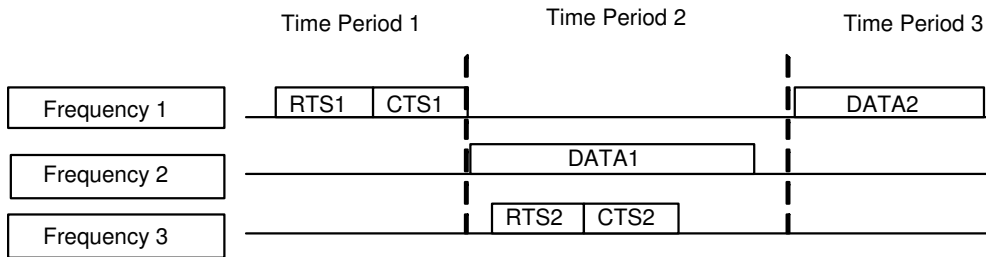 Time Period 1 Time Period 2 Time Period 3
Frequency 1 RTS1 CTS1 DATA2
Frequency 2 DATA1
Frequency 3 RTS2 CTS2